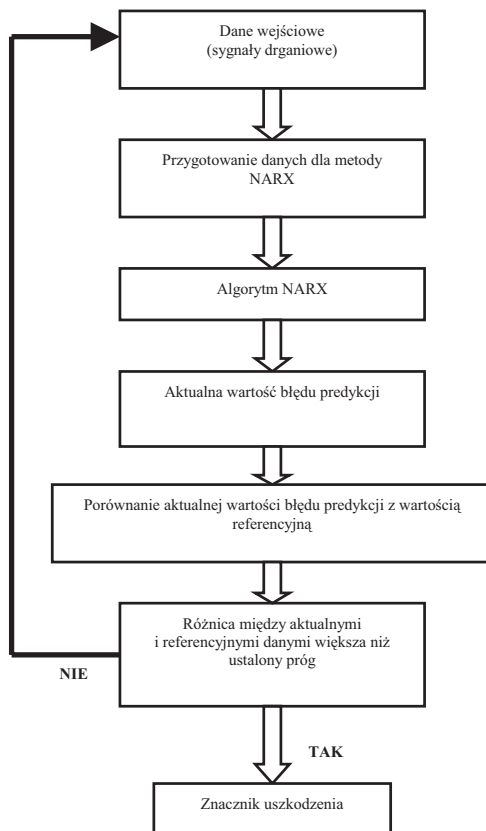 Dane wejściowe
(sygnały drganiowe)
Przygotowanie danych dla metody
NARX
Algorytm NARX
Aktualna wartość błędu predykcji
Porównanie aktualnej wartości błędu predykcji z wartością
referencyjną
Różnica między aktualnymi
i referencyjnymi danymi większa niż
ustalony próg
NIE
TAK
Znacznik uszkodzenia